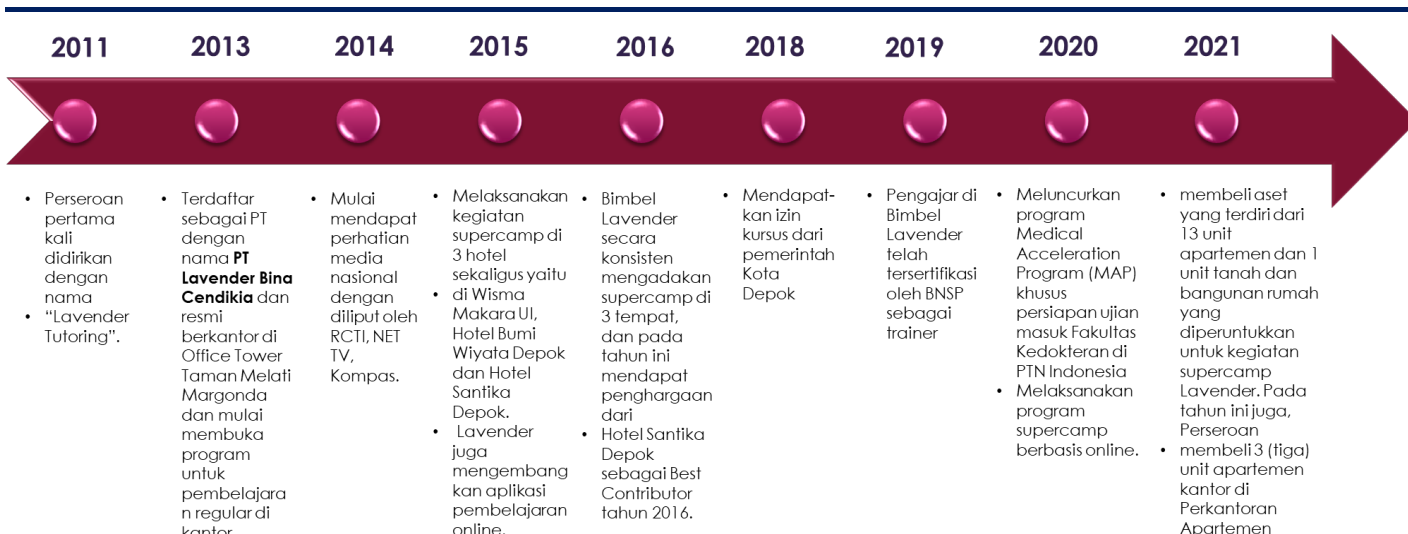 2011
2013
2014
2015
2016
2018
2019
2020
2021
• Perseroan
pertama
kali
didirikan
dengan
nama
• “Lavender
Tutoring”.
• Terdaftar
sebagai PT
dengan
nama PT
Lavender Bina
Cendikia dan
resmi
berkantor di
Office Tower
Taman Melati
Margonda
dan mulai
membuka
program
untuk
pembelajara
n regular di
kantor
• Mulai
mendapat
perhatian
media
nasional
dengan
diliput oleh
RCTI, NET
TV,
Kompas.
• Melaksanakan
kegiatan
supercamp di
3 hotel
sekaligus yaitu
• di Wisma
Makara UI,
Hotel Bumi
Wiyata Depok
dan Hotel
Santika
Depok.
• Lavender
juga
mengembang
kan aplikasi
pembelajaran
online.
• Bimbel
Lavender
secara
konsisten
mengadakan
supercamp di
3 tempat,
dan pada
tahun ini
mendapat
penghargaan
dari
• Hotel Santika
Depok
sebagai Best
Contributor
tahun 2016.
• Mendapat-
kan izin
kursus dari
pemerintah
Kota
Depok
• Pengajar di
Bimbel
Lavender
telah
tersertifikasi
oleh BNSP
sebagai
trainer
• Meluncurkan
program
Medical
Acceleration
Program (MAP)
khusus
persiapan ujian
masuk Fakultas
Kedokteran di
PTN Indonesia
• Melaksanakan
program
supercamp
berbasis online.
• membeli aset
yang terdiri dari
13 unit
apartemen dan 1
unit tanah dan
bangunan rumah
yang
diperuntukkan
untuk kegiatan
supercamp
Lavender. Pada
tahun ini juga,
Perseroan
• membeli 3 (tiga)
unit apartemen
kantor di
Perkantoran
Apartemen